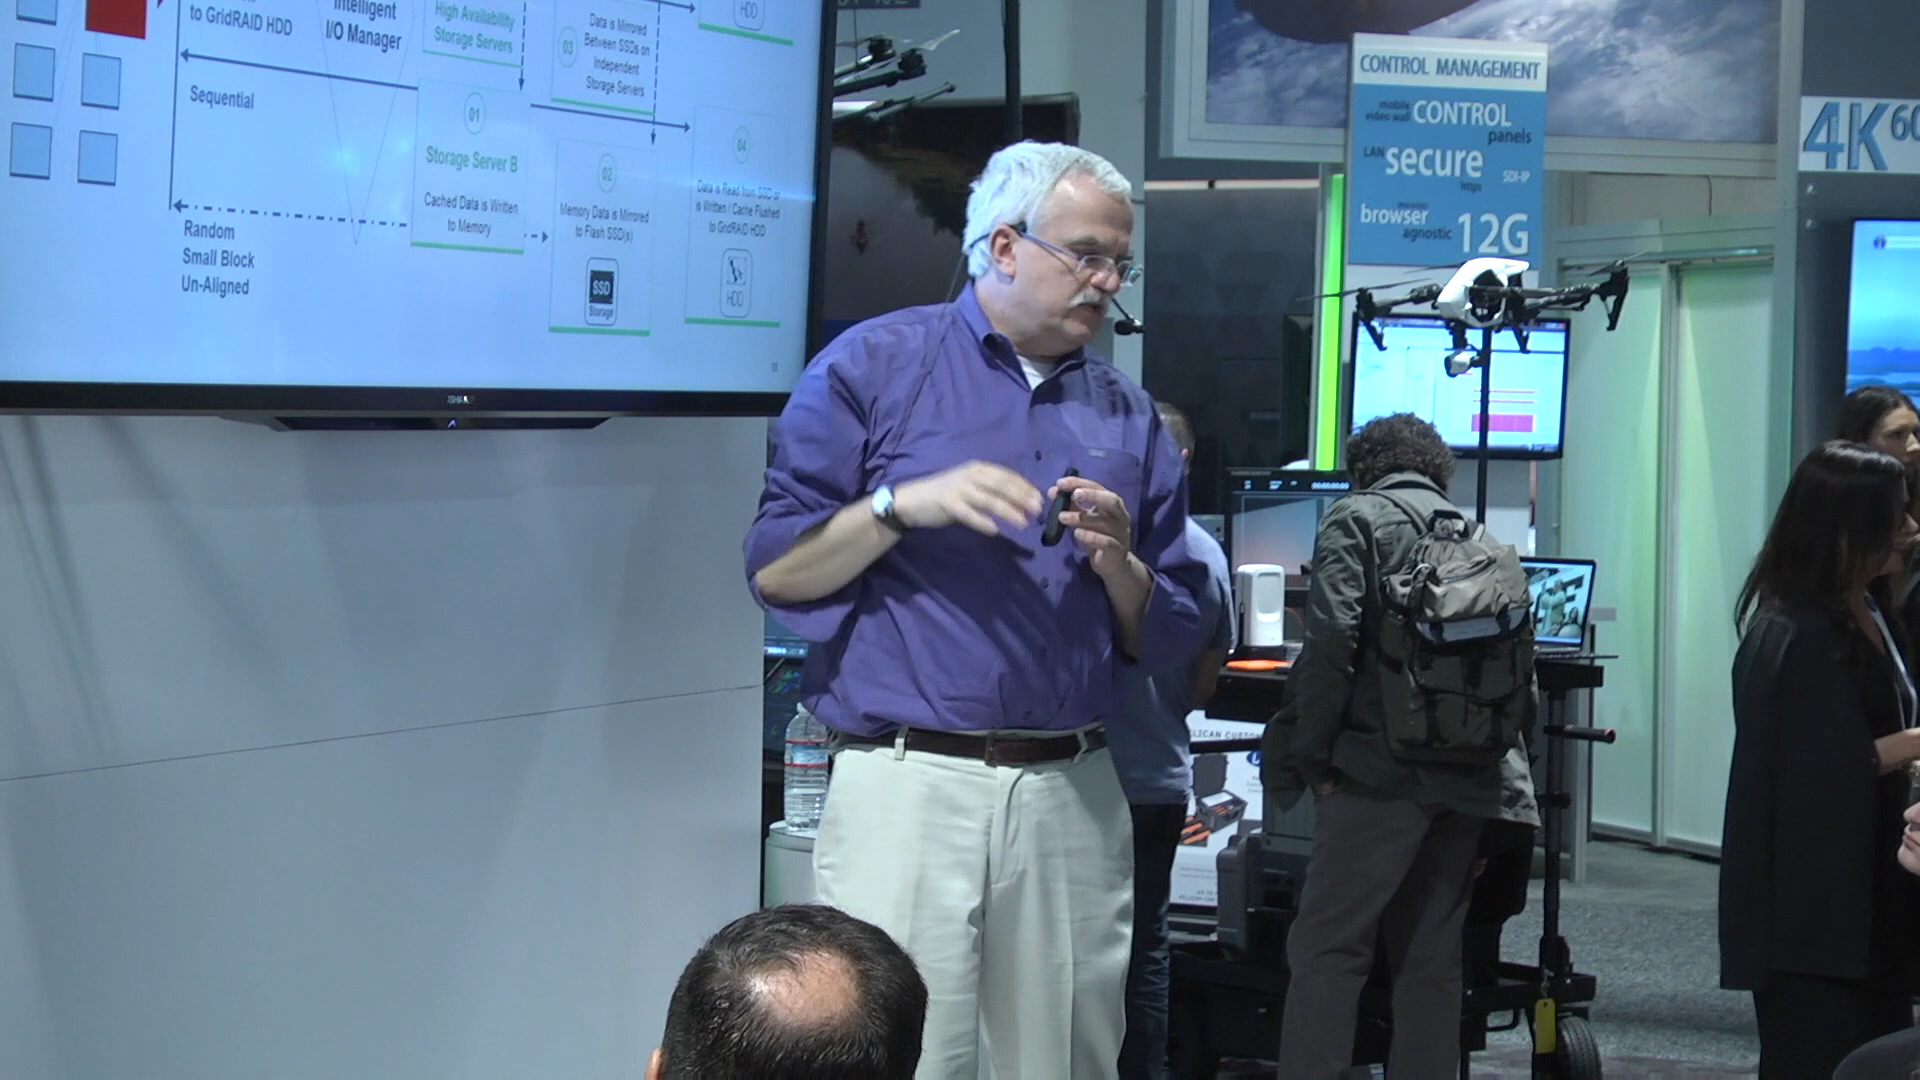 to GridRAID HDD
Intelligent
I/O Manager
High Availability
Storage Servers
03
Data is Mirrored
Between SSDs on
Independent
Storage Servers
HDD
Sequential
01
Storage Server B
Cached Data is Written
to Memory
02
Memory Data is Mirrored
to Flash SSD(s)
SSD
Storage
04
Data is Read from SSD or
is Written / Cache Flushed
to GridRAID HDD
HDD
Random
Small Block
Un-Aligned
SHARP
CONTROL MANAGEMENT
mobile
video wall
CONTROL
panels
LAN
secure
https
SDI-IP
browser
agnostic
12G
4K60